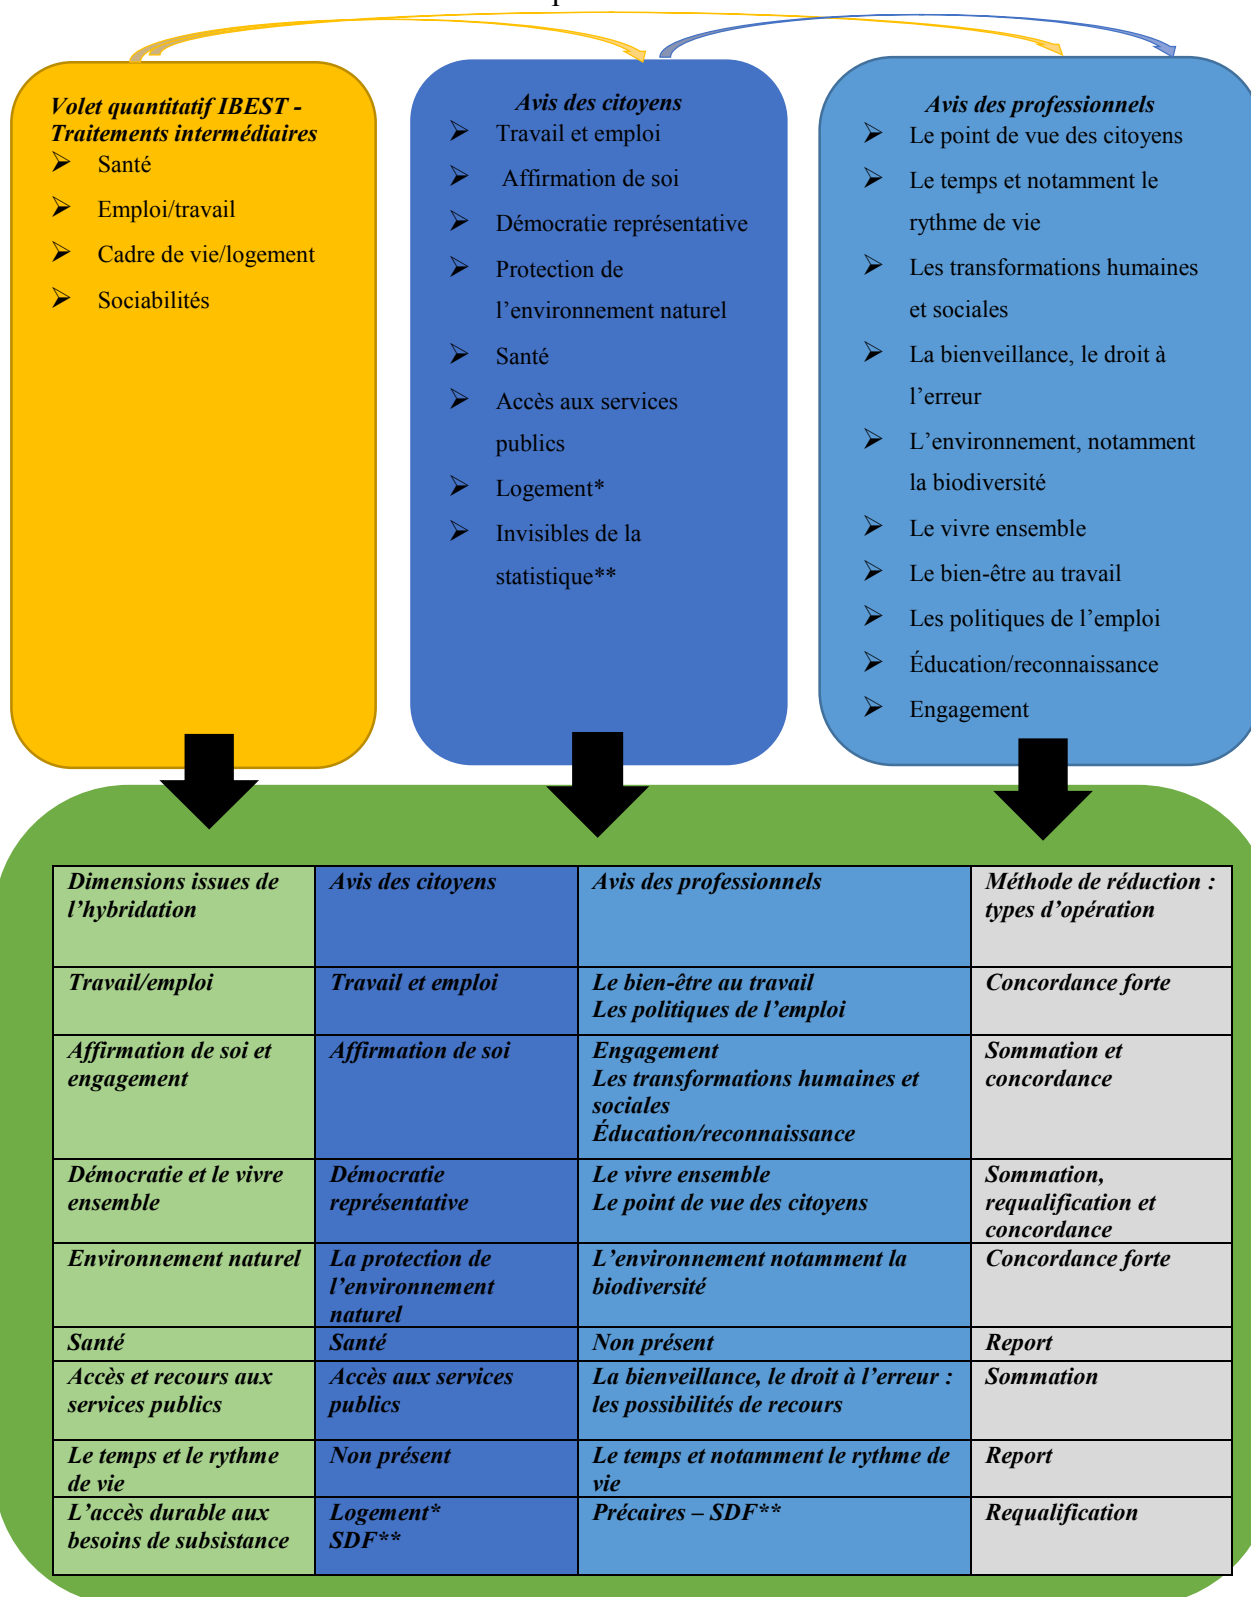 Volet quantitatif IBEST -
Traitements intermédiaires
➢ Santé
➢ Emploi/travail
➢ Cadre de vie/logement
➢ Sociabilités
Avis des citoyens
➢ Travail et emploi
➢ Affirmation de soi
➢ Démocratie représentative
➢ Protection de
l’environnement naturel
➢ Santé
➢ Accès aux services
publics
➢ Logement*
➢ Invisibles de la
statistique**
Avis des professionnels
➢ Le point de vue des citoyens
➢ Le temps et notamment le
rythme de vie
➢ Les transformations humaines
et sociales
➢ La bienveillance, le droit à
l’erreur
➢ L’environnement, notamment
la biodiversité
➢ Le vivre ensemble
➢ Le bien-être au travail
➢ Les politiques de l’emploi
➢ Éducation/reconnaissance
➢ Engagement
Dimensions issues de
l’hybridation
Avis des citoyens
Avis des professionnels
Méthode de réduction :
types d’opération
Travail/emploi
Travail et emploi
Le bien-être au travail
Les politiques de l’emploi
Concordance forte
Affirmation de soi et
engagement
Affirmation de soi
Engagement
Les transformations humaines et
sociales
Éducation/reconnaissance
Sommation et
concordance
Démocratie et le vivre
ensemble
Démocratie
représentative
Le vivre ensemble
Le point de vue des citoyens
Sommation,
requalification et
concordance
Environnement naturel
La protection de
l’environnement
naturel
L’environnement notamment la
biodiversité
Concordance forte
Santé
Santé
Non présent
Report
Accès et recours aux
services publics
Accès aux services
publics
La bienveillance, le droit à l’erreur :
les possibilités de recours
Sommation
Le temps et le rythme
de vie
Non présent
Le temps et notamment le rythme de
vie
Report
L’accès durable aux
besoins de subsistance
Logement*
SDF**
Précaires – SDF**
Requalification